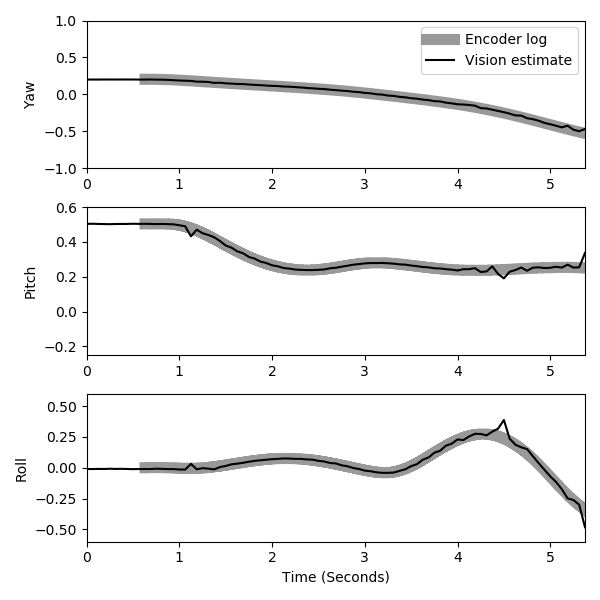 1.0
0.5
0.0
−0.5
−1.0
Yaw
Encoder log
Vision estimate
0 1 2 3 4 5
0.6
0.4
0.2
0.0
−0.2
Pitch
0 1 2 3 4 5
0.50
0.25
0.00
−0.25
−0.50
Roll
0 1 2 3 4 5
Time (Seconds)